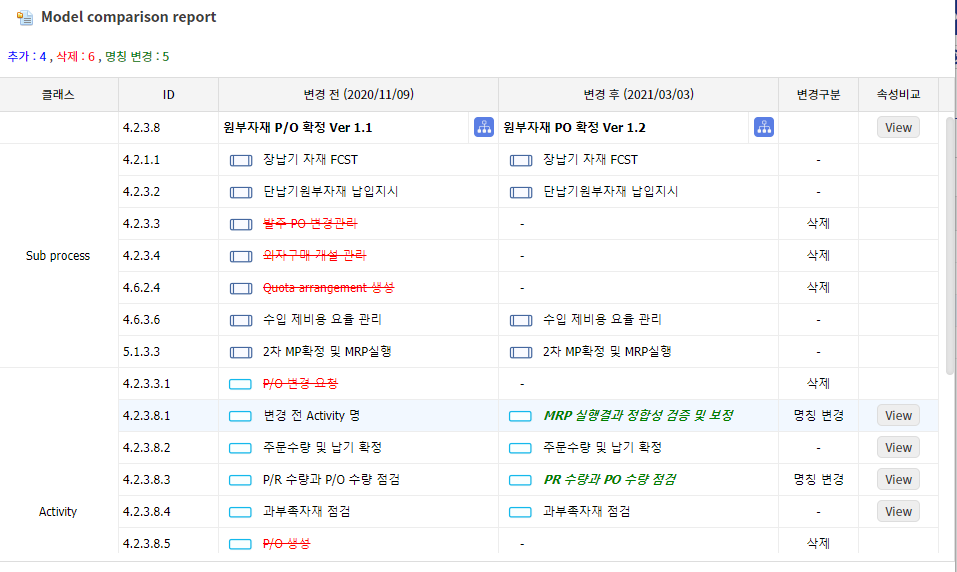 Model comparison report
추가 : 4 , 삭제 : 6 , 명칭 변경 : 5
클래스 ID 변경 전 (2020/11/09) 변경 후 (2021/03/03) 변경구분 속성비교
4.2.3.8 원부자재 P/O 확정 Ver 1.1 원부자재 PO 확정 Ver 1.2 View
4.2.1.1 장납기 자재 FCST 장납기 자재 FCST -
4.2.3.2 단납기원부자재 납입지시 단납기원부자재 납입지시 -
4.2.3.3 발주 PO 변경관리 - 삭제
Sub process 4.2.3.4 외자구매 개설 관리 - 삭제
4.6.2.4 Quota arrangement 생성 - 삭제
4.6.3.6 수입 제비용 요율 관리 수입 제비용 요율 관리 -
5.1.3.3 2차 MP확정 및 MRP실행 2차 MP확정 및 MRP실행 -
4.2.3.3.1 P/O 변경 요청 - 삭제
4.2.3.8.1 변경 전 Activity 명 MRP 실행결과 정합성 검증 및 보정 명칭 변경 View
4.2.3.8.2 주문수량 및 납기 확정 주문수량 및 납기 확정 - View
4.2.3.8.3 P/R 수량과 P/O 수량 점검 PR 수량과 PO 수량 점검 명칭 변경 View
Activity 4.2.3.8.4 과부족자재 점검 과부족자재 점검 - View
4.2.3.8.5 P/O 생성 - 삭제